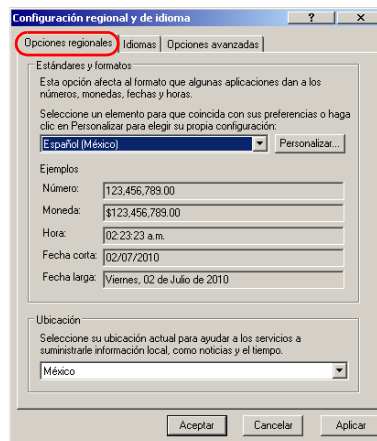 Configuración regional y de idioma
Opciones regionales Idiomas Opciones avanzadas
Estándares y formatos
Esta opción afecta al formato que algunas aplicaciones dan a los
números, monedas, fechas y horas.
Seleccione un elemento para que coincida con sus preferencias o haga
clic en Personalizar para elegir su propia configuración:
Español (México) Personalizar...
Ejemplos
Número: 123,456,789.00
Moneda: $123,456,789.00
Hora: 02:23:23 a.m.
Fecha corta: 02/07/2010
Fecha larga: Viernes, 02 de Julio de 2010
Ubicación
Seleccione su ubicación actual para ayudar a los servicios a
suministrarle información local, como noticias y el tiempo.
México
Aceptar Cancelar Aplicar